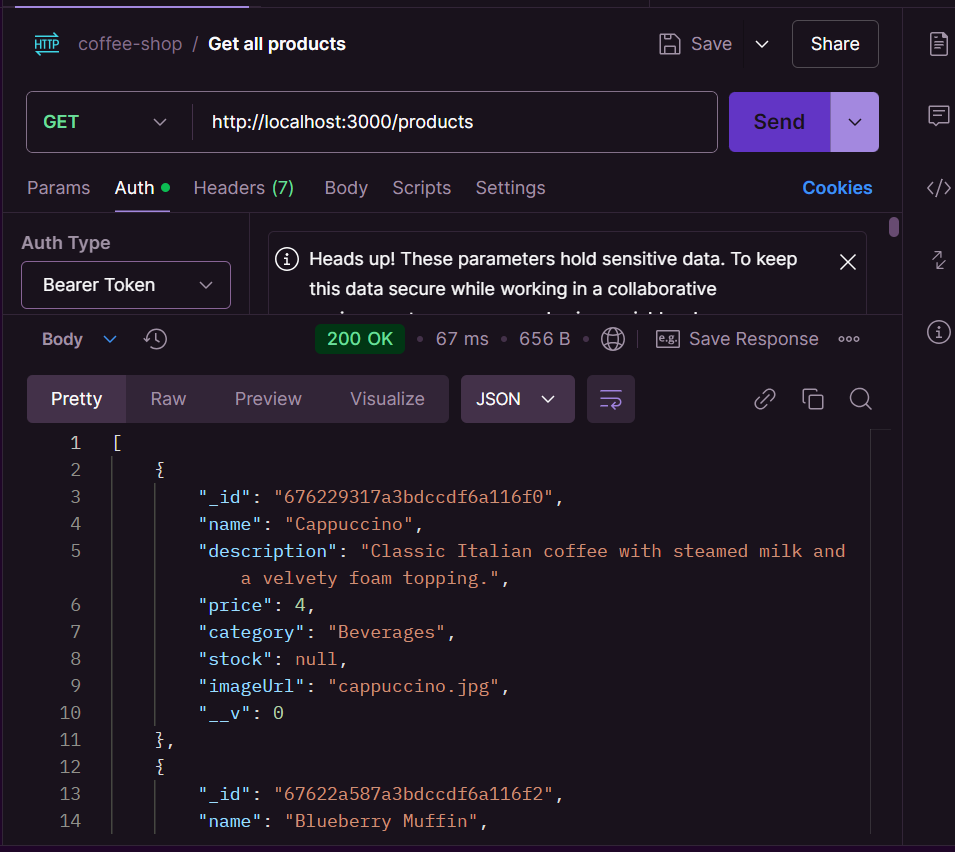 HTTP coffee-shop / Get all products Save Share
GET http://localhost:3000/products Send
Params Auth Headers (7) Body Scripts Settings Cookies
Auth Type
Bearer Token
Heads up! These parameters hold sensitive data. To keep
this data secure while working in a collaborative
Body 200 OK • 67 ms • 656 B • e.g. Save Response
Pretty Raw Preview Visualize JSON
1 [
2 {
3 "_id": "676229317a3bdccdf6a116f0",
4 "name": "Cappuccino",
5 "description": "Classic Italian coffee with steamed milk and
a velvety foam topping.",
6 "price": 4,
7 "category": "Beverages",
8 "stock": null,
9 "imageUrl": "cappuccino.jpg",
10 "__v": 0
11 },
12 {
13 "_id": "67622a587a3bdccdf6a116f2",
14 "name": "Blueberry Muffin",